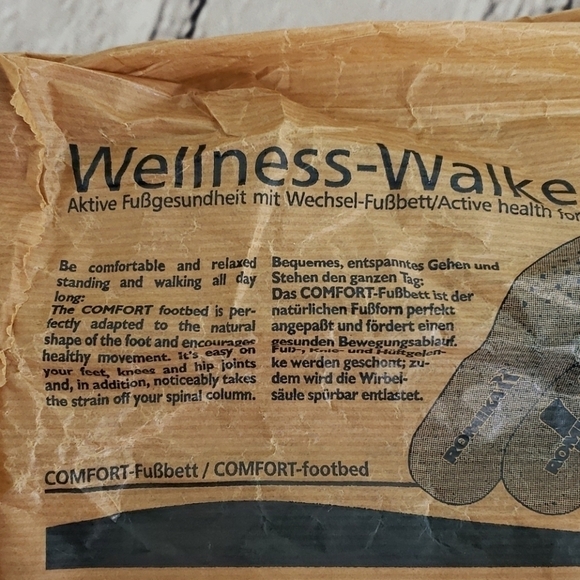 Wellness-Walke
Aktive Fußgesundheit mit Wechsel-Fußbett/Active health for
Be comfortable and relaxed
standing and walking all day
long:
The COMFORT footbed is per-
fectly adapted to the natural
shape of the foot and encourages
healthy movement. It's easy on
your feet, knees and hip joints
and, in addition, noticeably takes
the strain off your spinal column.
Bequemes, entspanntes Gehen und
Stehen den ganzen Tag:
Das COMFORT-Fußbett ist der
natürlichen Fußform perfekt
angepaßt und fördert einen
gesunden Bewegungsablauf.
Fuß-, Knie- und Hüftgelen-
ke werden geschont; zu-
dem wird die Wirbel-
säule spürbar entlastet.
ROMIKA
ROMI
COMFORT-Fußbett / COMFORT-footbed